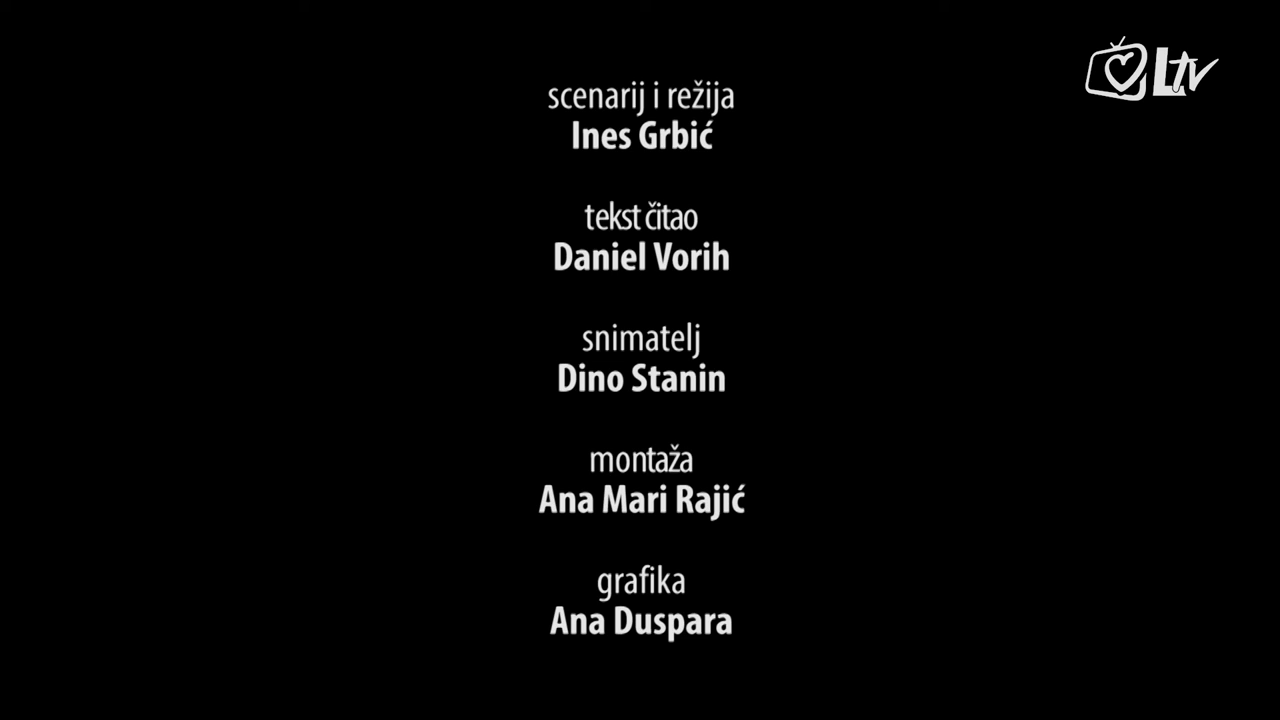 LTV
scenarij i režija
Ines Grbić
tekst čitao
Daniel Vorih
snimatelj
Dino Stanin
montaža
Ana Mari Rajić
grafika
Ana Duspara